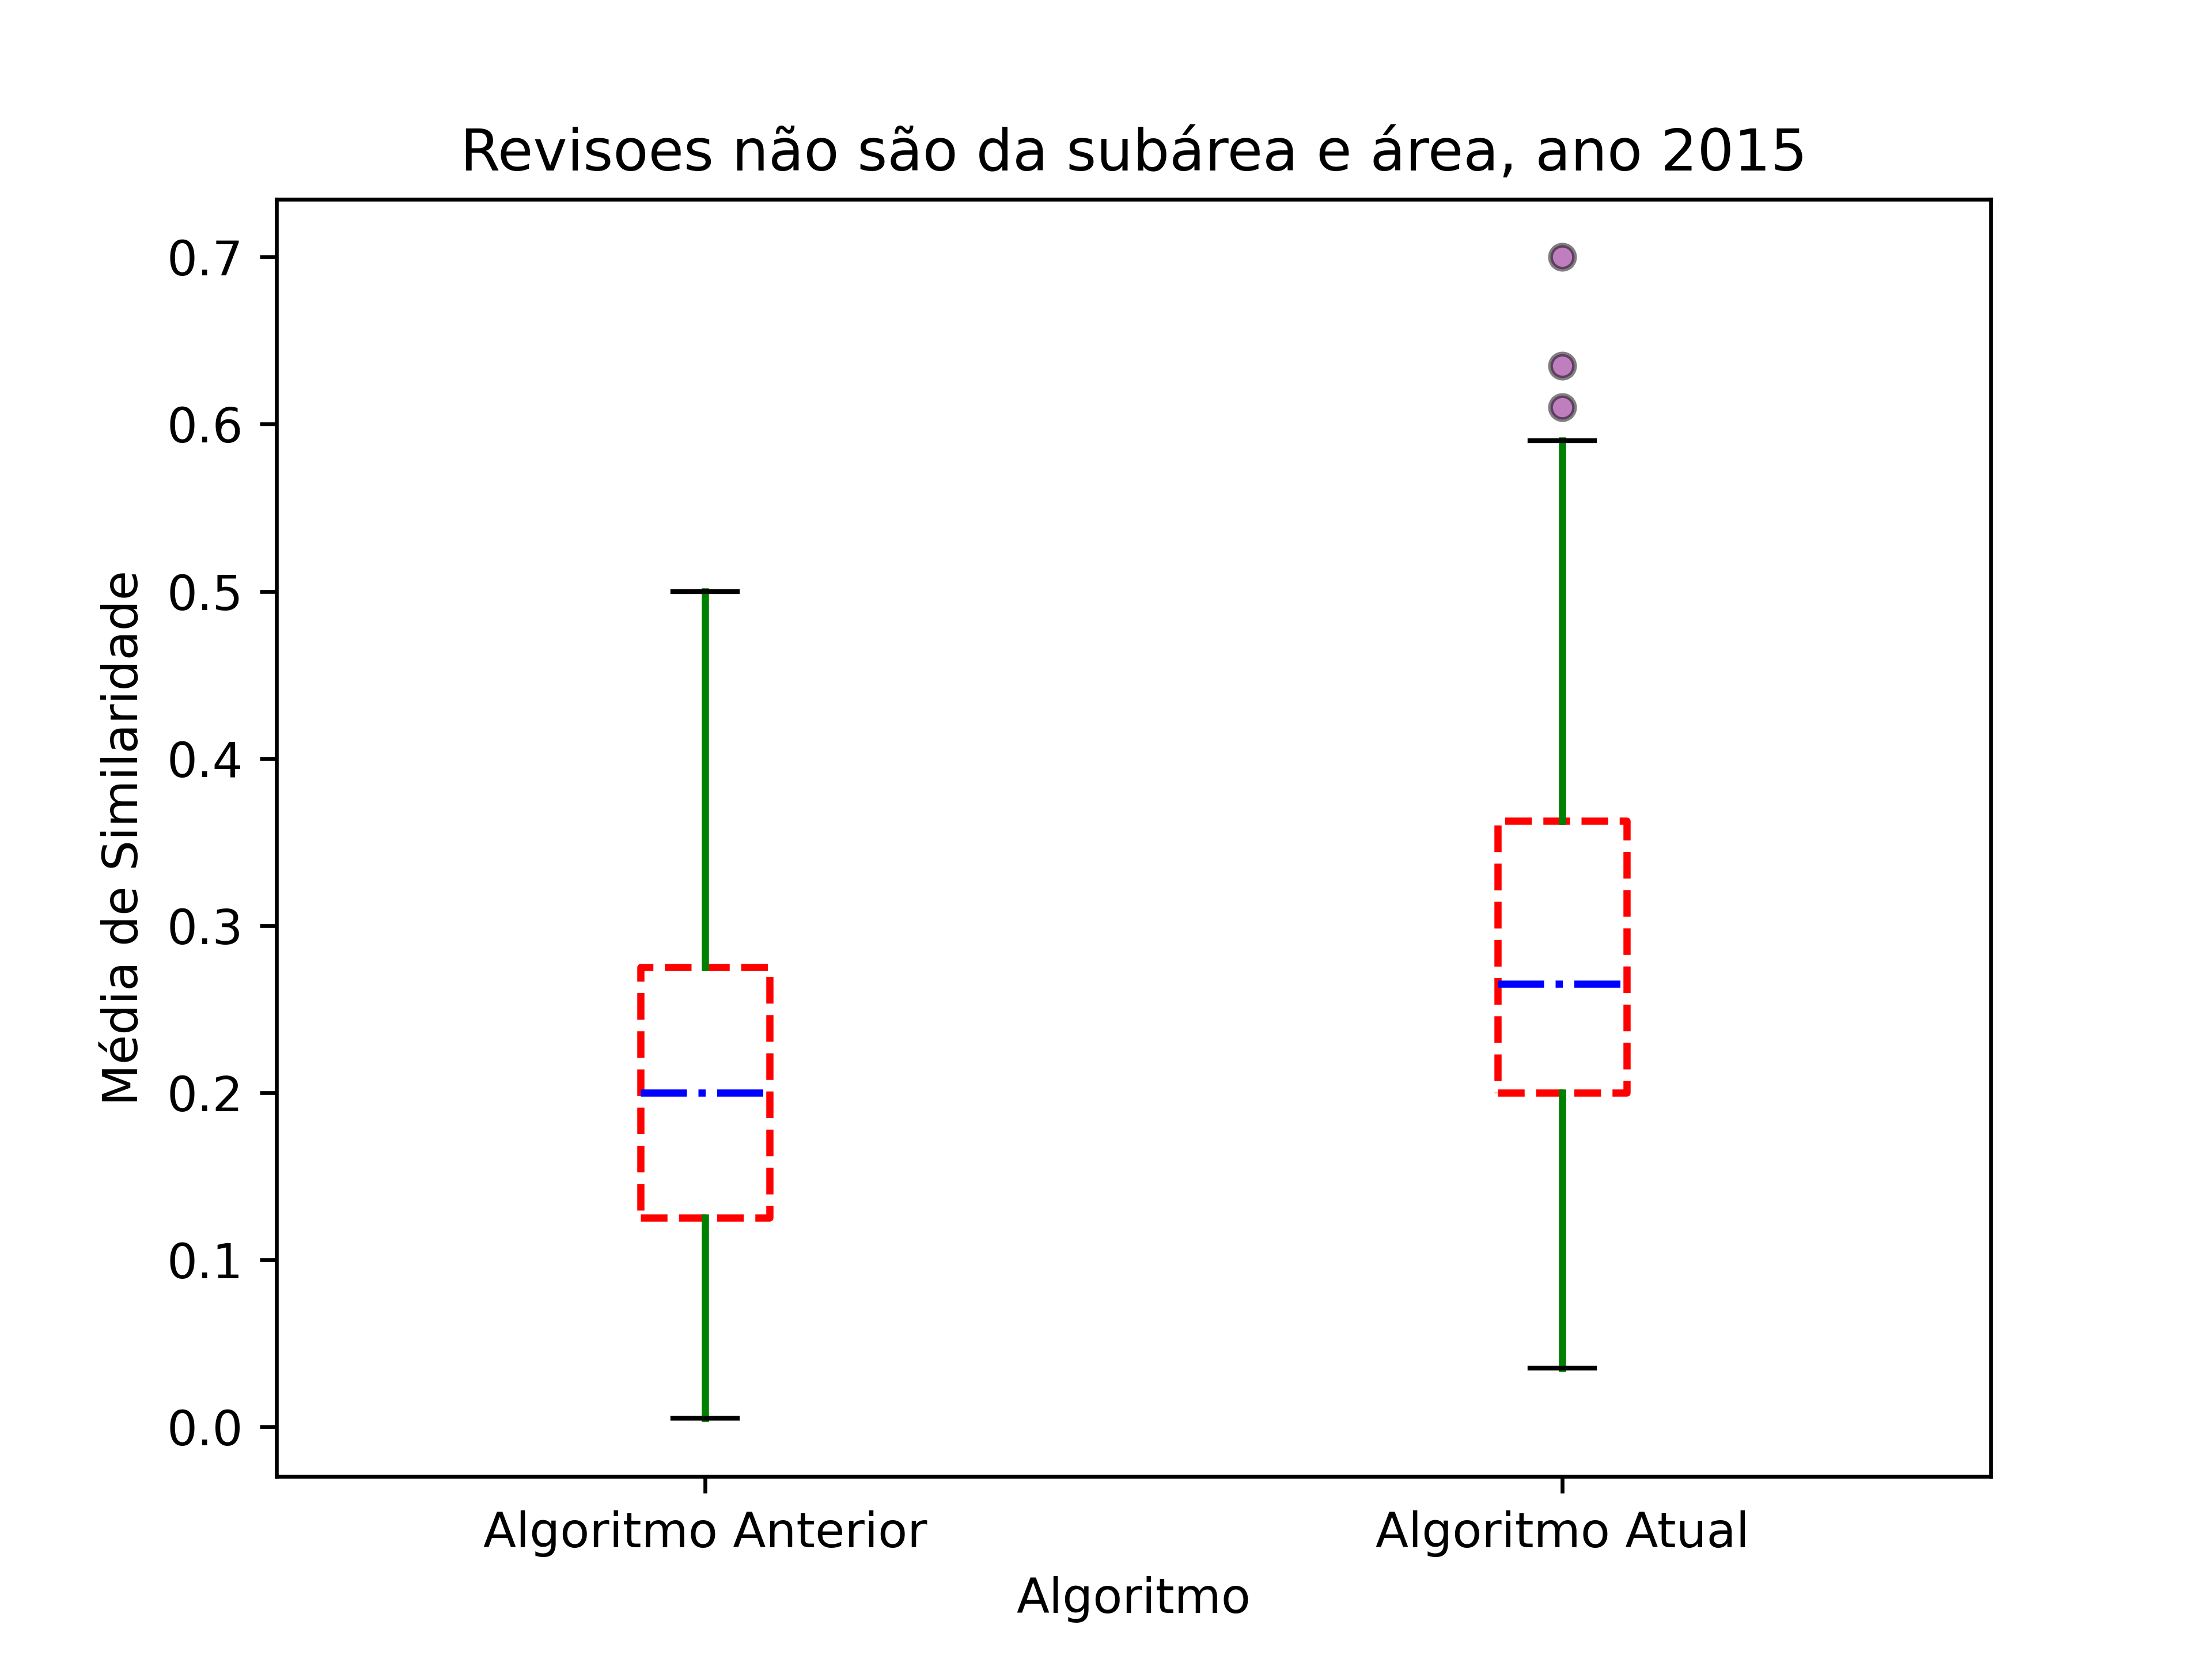 Revisoes não são da subárea e área, ano 2015
Média de Similaridade
0.7
0.6
0.5
0.4
0.3
0.2
0.1
0.0
Algoritmo Anterior
Algoritmo Atual
Algoritmo